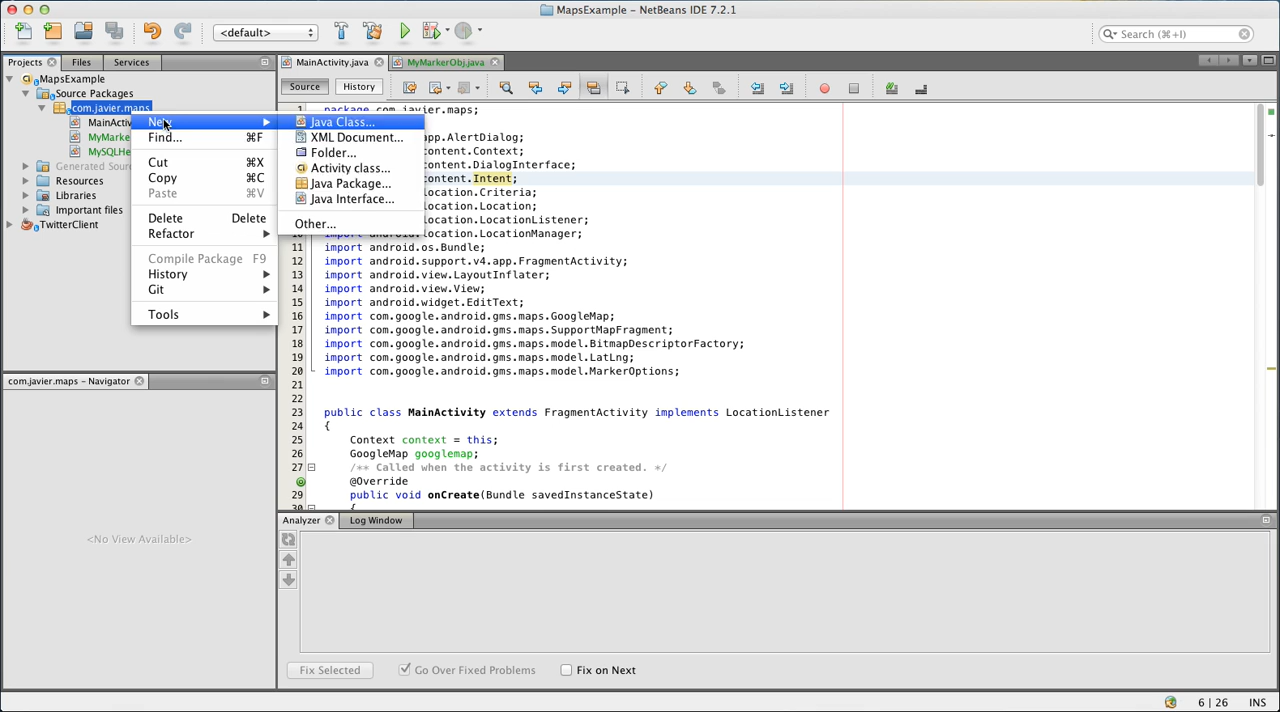 MapsExample – NetBeans IDE 7.2.1
<default>
Search (⌘+I)
Projects
Files
Services
MapsExample
Source Packages
com.javier.maps
MainActiv
MyMarke
MySQLHe
Generated Sour
Resources
Libraries
Important files
TwitterClient
New
Find... ⌘F
Cut ⌘X
Copy ⌘C
Paste ⌘V
Delete Delete
Refactor
Compile Package F9
History
Git
Tools
Java Class...
XML Document...
Folder...
Activity class...
Java Package...
Java Interface...
Other...
com.javier.maps – Navigator
<No View Available>
MainActivity.java
MyMarkerObj.java
Source
History
1 package com.javier.maps;
app.AlertDialog;
content.Context;
content.DialogInterface;
content.Intent;
location.Criteria;
location.Location;
location.LocationListener;
10 import android.location.LocationManager;
11 import android.os.Bundle;
12 import android.support.v4.app.FragmentActivity;
13 import android.view.LayoutInflater;
14 import android.view.View;
15 import android.widget.EditText;
16 import com.google.android.gms.maps.GoogleMap;
17 import com.google.android.gms.maps.SupportMapFragment;
18 import com.google.android.gms.maps.model.BitmapDescriptorFactory;
19 import com.google.android.gms.maps.model.LatLng;
20 import com.google.android.gms.maps.model.MarkerOptions;
21
22
23 public class MainActivity extends FragmentActivity implements LocationListener
24 {
25 Context context = this;
26 GoogleMap googlemap;
27 /** Called when the activity is first created. */
28 @Override
29 public void onCreate(Bundle savedInstanceState)
30 {
Analyzer
Log Window
Fix Selected
Go Over Fixed Problems
Fix on Next
6 | 26 INS